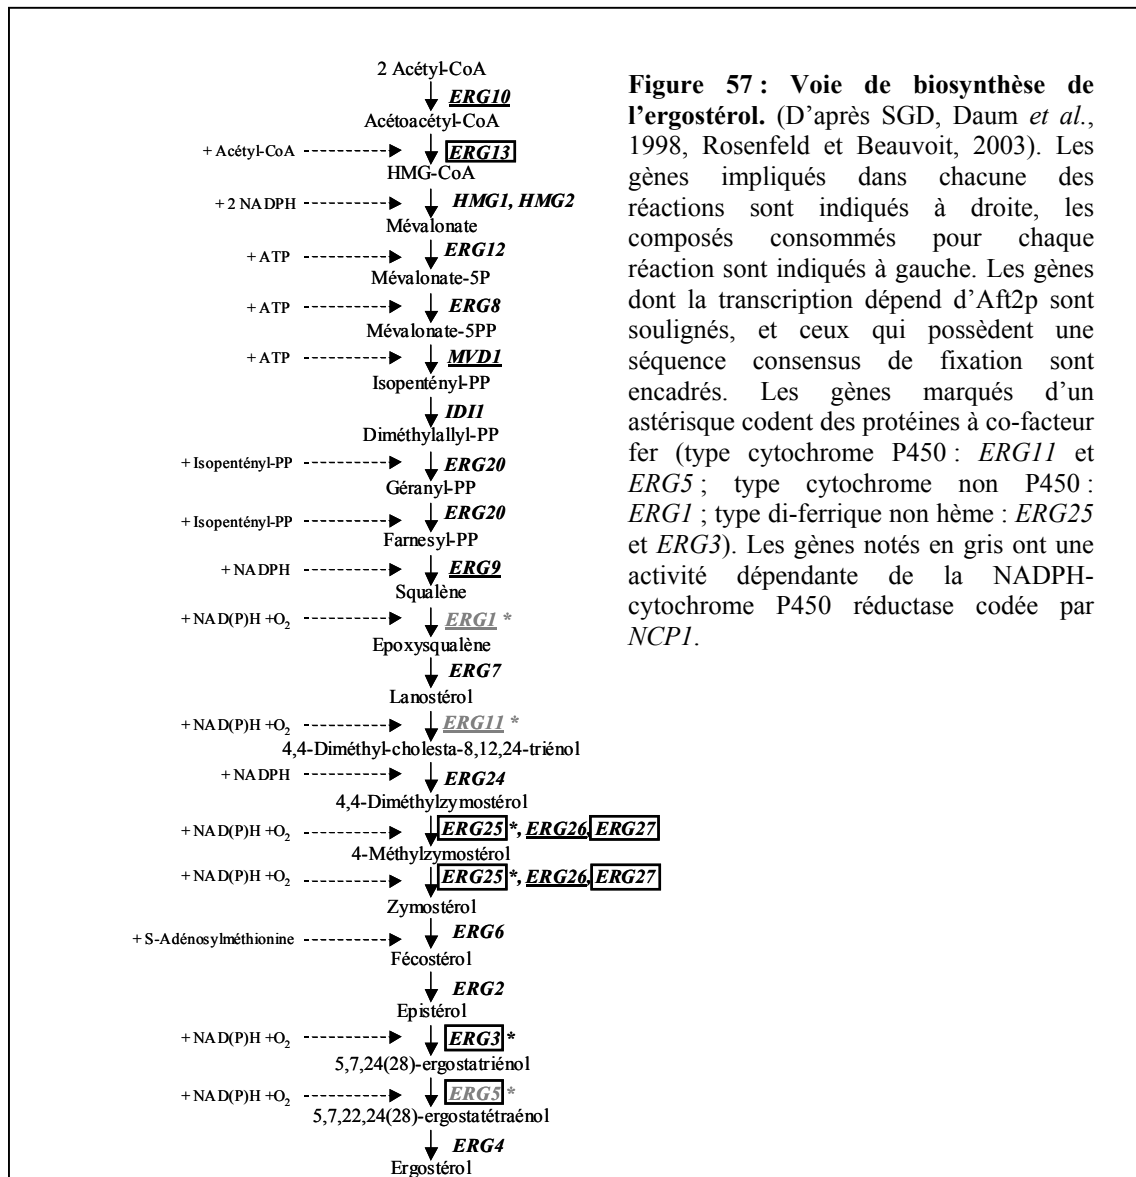 2 Acétyl-CoA
ERG10
Acétoacétyl-CoA
+ Acétyl-CoA
ERG13
HMG-CoA
+ 2 NADPH
HMG1, HMG2
Mévalonate
+ ATP
ERG12
Mévalonate-5P
+ ATP
ERG8
Mévalonate-5PP
+ ATP
MVD1
Isopentényl-PP
IDI1
Diméthylallyl-PP
+ Isopentényl-PP
ERG20
Géranyl-PP
+ Isopentényl-PP
ERG20
Farnesyl-PP
+ NADPH
ERG9
Squalène
+ NAD(P)H +O2
ERG1 *
Epoxysqualène
ERG7
Lanostérol
+ NAD(P)H +O2
ERG11 *
4,4-Diméthyl-cholesta-8,12,24-triénol
+ NADPH
ERG24
4,4-Diméthylzymostérol
+ NAD(P)H +O2
ERG25 *, ERG26, ERG27
4-Méthylzymostérol
+ NAD(P)H +O2
ERG25 *, ERG26, ERG27
Zymostérol
+ S-Adénosylméthionine
ERG6
Fécostérol
ERG2
Epistérol
+ NAD(P)H +O2
ERG3 *
5,7,24(28)-ergostatriénol
+ NAD(P)H +O2
ERG5 *
5,7,22,24(28)-ergostatétraénol
ERG4
Ergostérol
Figure 57 : Voie de biosynthèse de
l’ergostérol. (D’après SGD, Daum et al.,
1998, Rosenfeld et Beauvoit, 2003). Les
gènes impliqués dans chacune des
réactions sont indiqués à droite, les
composés consommés pour chaque
réaction sont indiqués à gauche. Les gènes
dont la transcription dépend d’Aft2p sont
soulignés, et ceux qui possèdent une
séquence consensus de fixation sont
encadrés. Les gènes marqués d’un
astérisque codent des protéines à co-facteur
fer (type cytochrome P450 : ERG11 et
ERG5 ; type cytochrome non P450 :
ERG1 ; type di-ferrique non hème : ERG25
et ERG3). Les gènes notés en gris ont une
activité dépendante de la NADPH-
cytochrome P450 réductase codée par
NCP1.